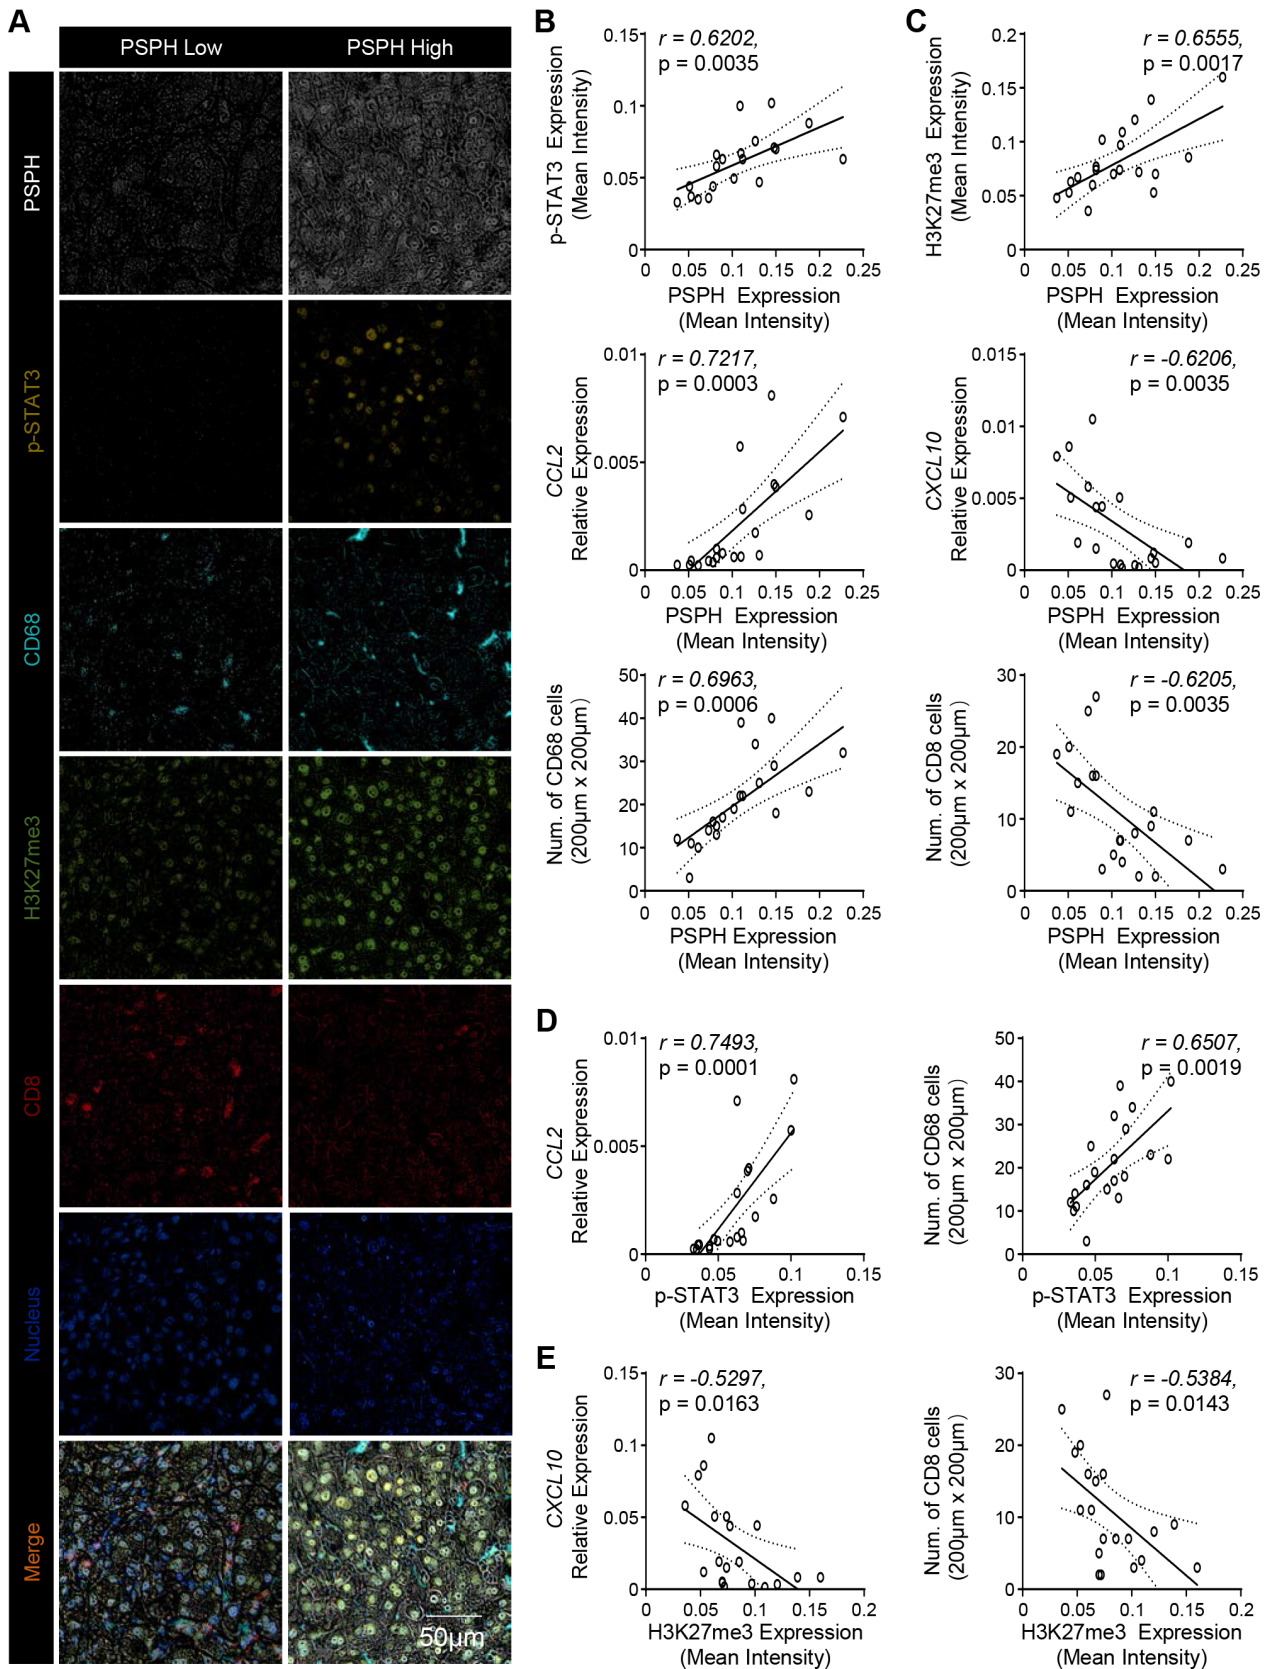 A
PSPH Low
PSPH High
PSPH
p-STAT3
CD68
H3K27me3
CD8
Nucleus
Merge
50μm
B
r = 0.6202,
p = 0.0035
p-STAT3 Expression
(Mean Intensity)
0.15
0.1
0.05
0
0 0.05 0.1 0.15 0.20 0.25
PSPH Expression
(Mean Intensity)
r = 0.7217,
p = 0.0003
CCL2
Relative Expression
0.01
0.005
0
0 0.05 0.1 0.15 0.20 0.25
PSPH Expression
(Mean Intensity)
r = 0.6963,
p = 0.0006
Num. of CD68 cells
(200μm x 200μm)
50
40
30
20
10
0
0 0.05 0.1 0.15 0.20 0.25
PSPH Expression
(Mean Intensity)
C
r = 0.6555,
p = 0.0017
H3K27me3 Expression
(Mean Intensity)
0.2
0.15
0.1
0.05
0
0 0.05 0.1 0.15 0.20 0.25
PSPH Expression
(Mean Intensity)
r = -0.6206,
p = 0.0035
CXCL10
Relative Expression
0.015
0.01
0.005
0
0 0.05 0.1 0.15 0.20 0.25
PSPH Expression
(Mean Intensity)
r = -0.6205,
p = 0.0035
Num. of CD8 cells
(200μm x 200μm)
30
20
10
0
0 0.05 0.1 0.15 0.20 0.25
PSPH Expression
(Mean Intensity)
D
r = 0.7493,
p = 0.0001
CCL2
Relative Expression
0.01
0.005
0
0 0.05 0.1 0.15
p-STAT3 Expression
(Mean Intensity)
r = 0.6507,
p = 0.0019
Num. of CD68 cells
(200μm x 200μm)
50
40
30
20
10
0
0 0.05 0.1 0.15
p-STAT3 Expression
(Mean Intensity)
E
r = -0.5297,
p = 0.0163
CXCL10
Relative Expression
0.15
0.1
0.05
0
0 0.05 0.1 0.15 0.2
H3K27me3 Expression
(Mean Intensity)
r = -0.5384,
p = 0.0143
Num. of CD8 cells
(200μm x 200μm)
30
20
10
0
0 0.05 0.1 0.15 0.2
H3K27me3 Expression
(Mean Intensity)